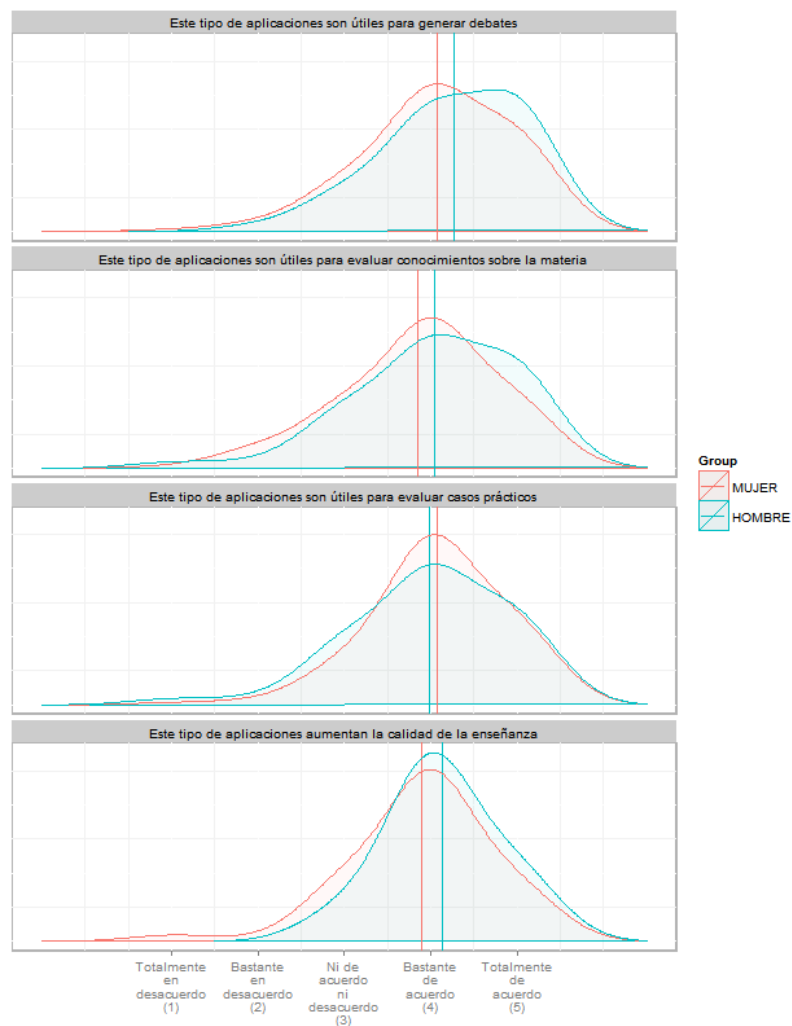 Este tipo de aplicaciones son útiles para generar debates
Este tipo de aplicaciones son útiles para evaluar conocimientos sobre la materia
Este tipo de aplicaciones son útiles para evaluar casos prácticos
Este tipo de aplicaciones aumentan la calidad de la enseñanza
Group
MUJER
HOMBRE
Totalmente
en
desacuerdo
(1)
Bastante
en
desacuerdo
(2)
Ni de
acuerdo
ni
desacuerdo
(3)
Bastante
de
acuerdo
(4)
Totalmente
de
acuerdo
(5)